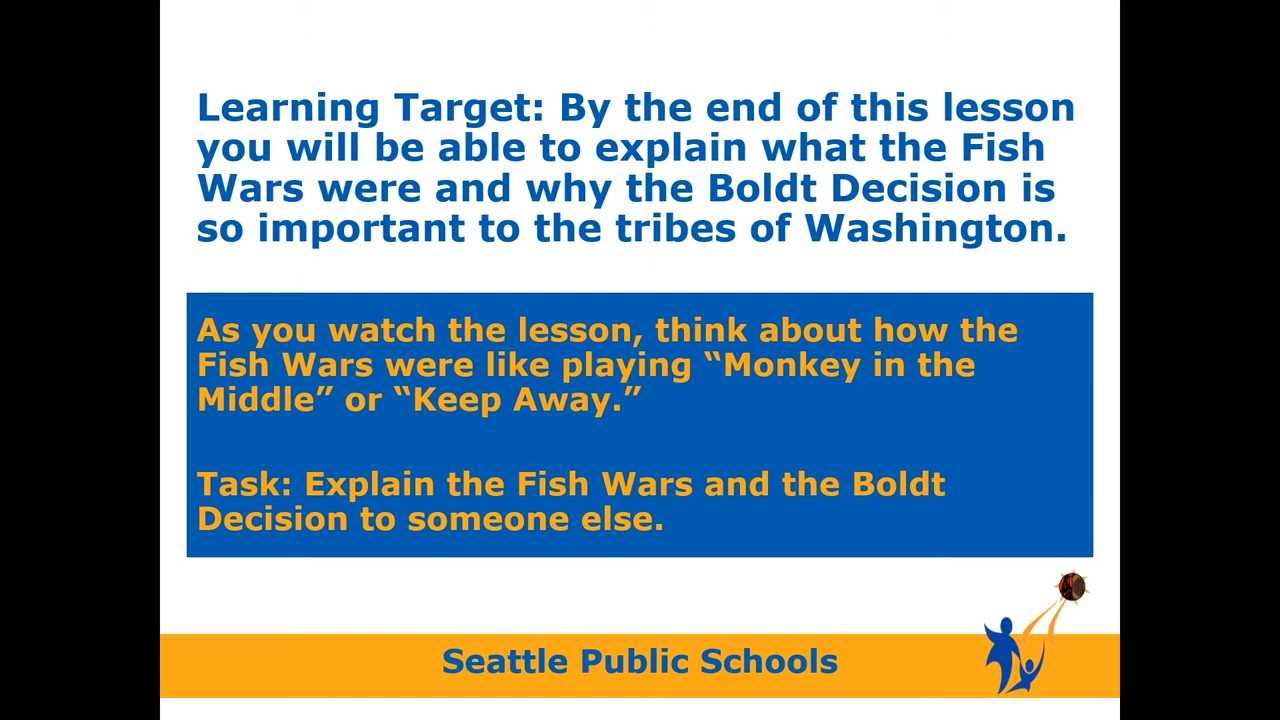 Learning Target: By the end of this lesson
you will be able to explain what the Fish
Wars were and why the Boldt Decision is
so important to the tribes of Washington.
As you watch the lesson, think about how the
Fish Wars were like playing “Monkey in the
Middle” or “Keep Away.”
Task: Explain the Fish Wars and the Boldt
Decision to someone else.
Seattle Public Schools